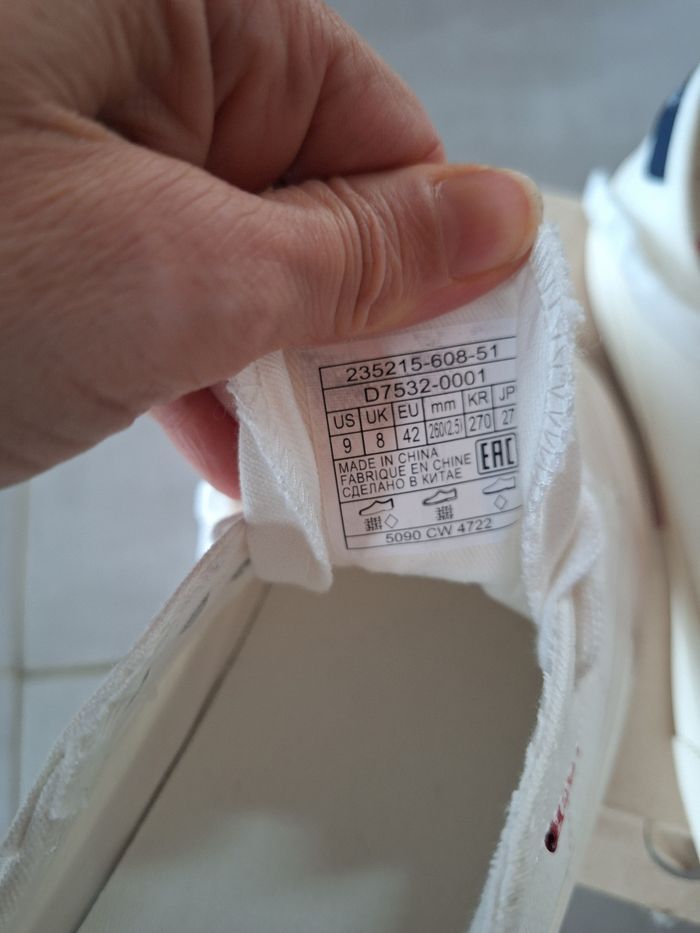 235215-608-51
D7532-0001
US UK EU mm KR JP
9 8 42 260(2.5) 270 27
MADE IN CHINA
FABRIQUE EN CHINE
СДЕЛАНО В КИТАЕ
EAC
5090 CW 4722